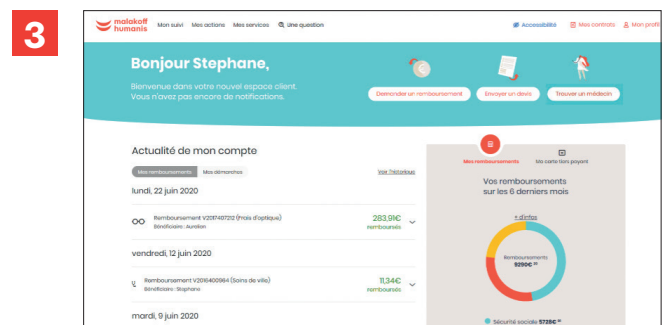 3
malakoff humanis
Mon suivi Mes actions Mes services Une question
Accessibilité Mes contrats Mon profil
Bonjour Stephane,
Bienvenue dans votre nouvel espace client.
Vous n'avez pas encore de notifications.
Demander un remboursement Envoyer un devis Trouver un médecin
Actualité de mon compte
Mes remboursements Mes démarches Voir l'historique
lundi, 22 juin 2020
Remboursement V2017407212 (Frais d'optique) 283,91€
Bénéficiaire : Aurelien remboursés
vendredi, 12 juin 2020
Remboursement V2016400964 (Soins de ville) 11,34€
Bénéficiaire : Stephane remboursés
mardi, 9 juin 2020
Mes remboursements Ma carte tiers payant
Vos remboursements
sur les 6 derniers mois
+ d'infos
Remboursements
9290€
Sécurité sociale 5728€